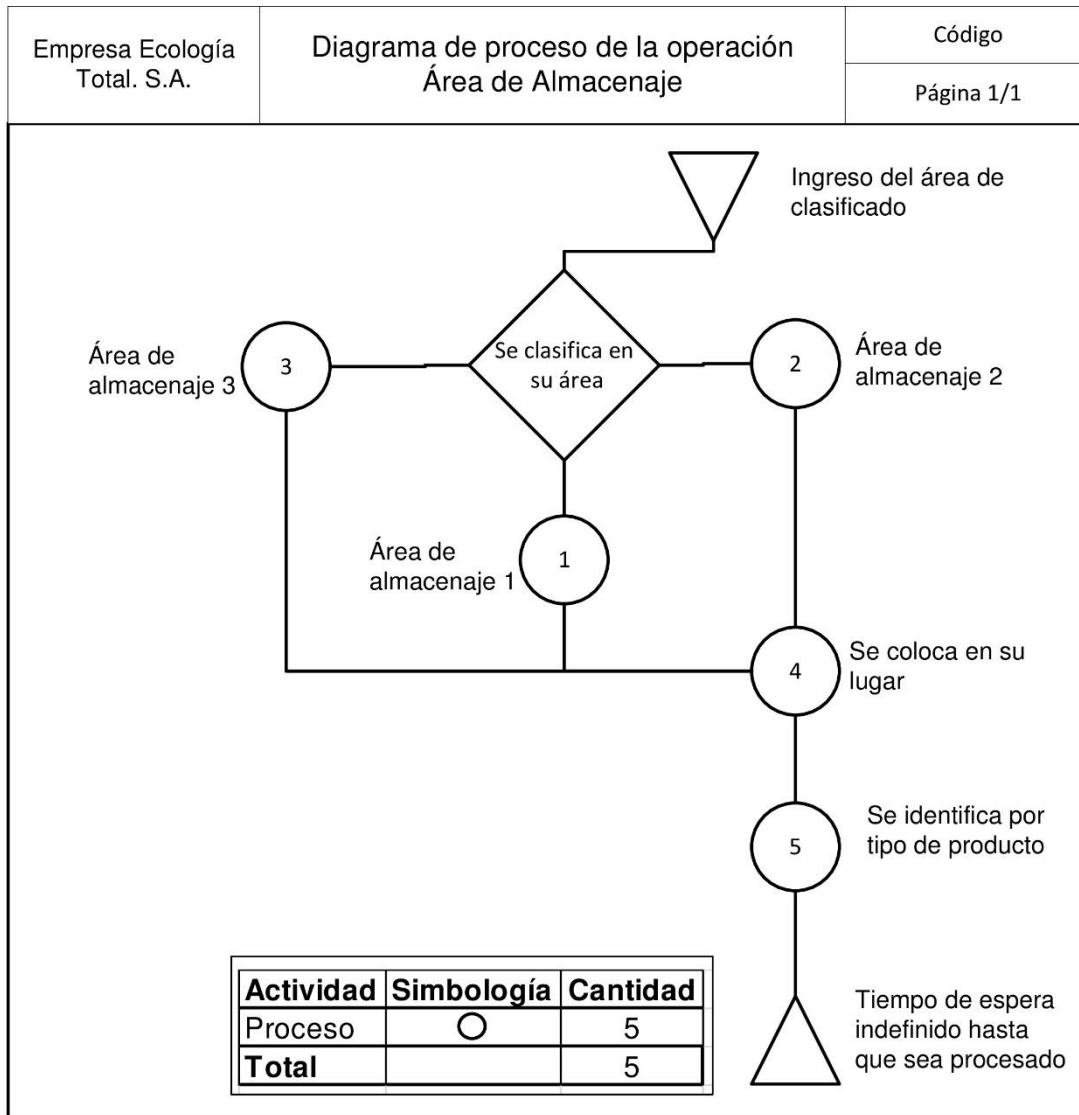 Empresa Ecología
Total. S.A.
Diagrama de proceso de la operación
Área de Almacenaje
Código
Página 1/1
Ingreso del área de
clasificado
Se clasifica en
su área
Área de
almacenaje 3
3
2
Área de
almacenaje 2
Área de
almacenaje 1
1
4
Se coloca en su
lugar
5
Se identifica por
tipo de producto
Actividad Simbología Cantidad
Proceso 5
Total 5
Tiempo de espera
indefinido hasta
que sea procesado